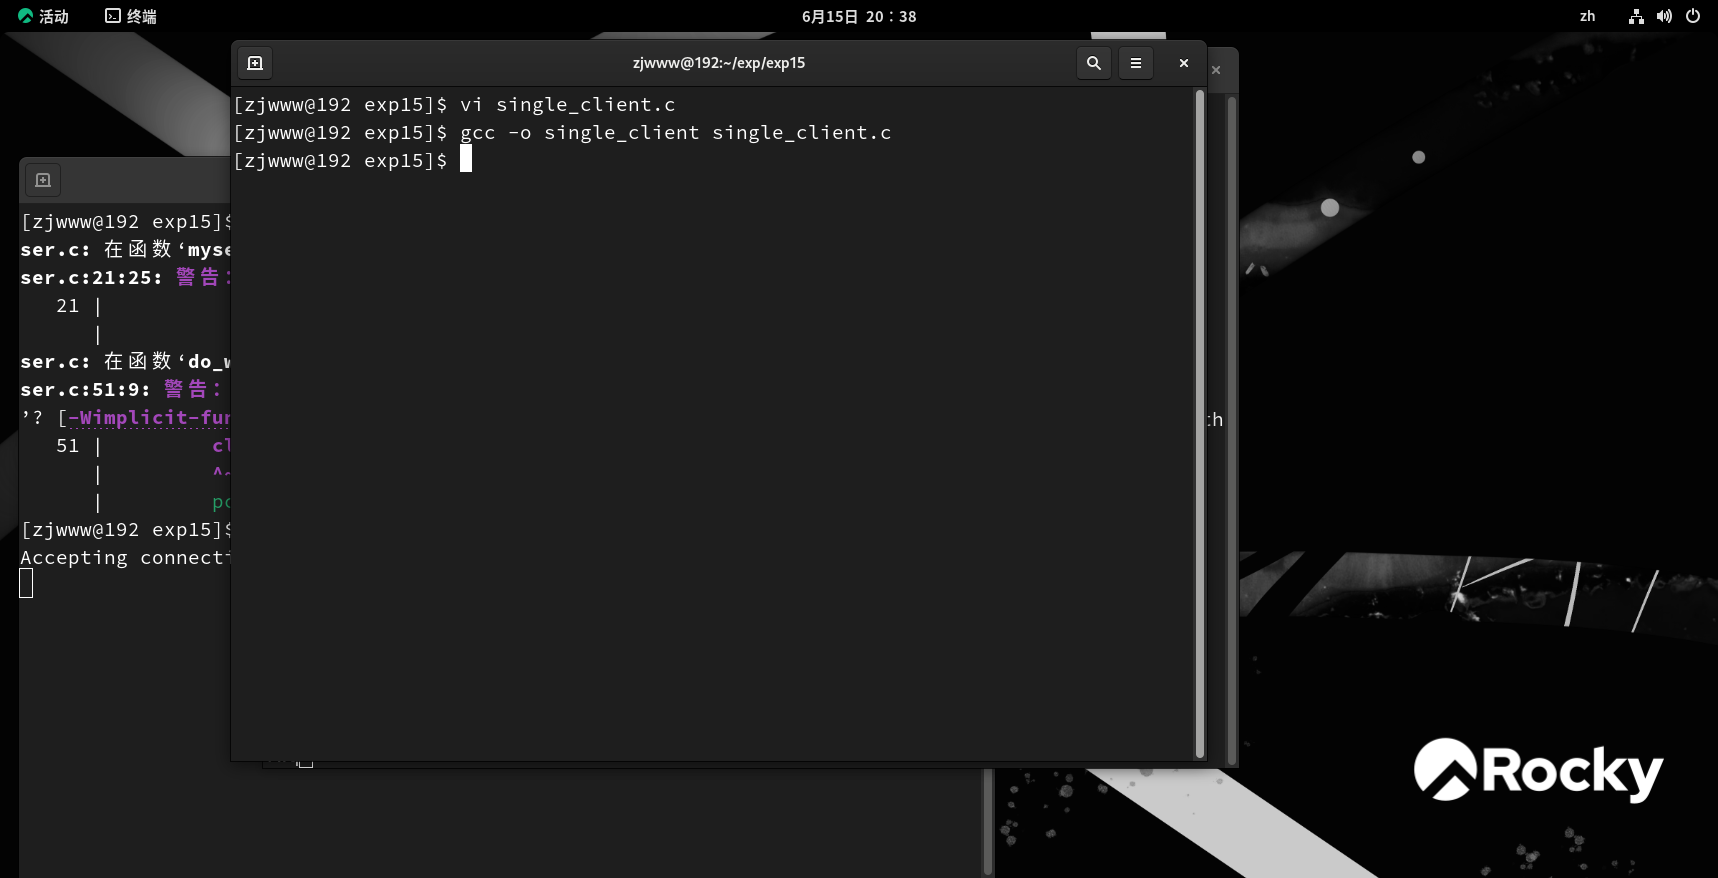 活动
终端
6月15日 20：38
zh
zjwww@192:~/exp/exp15
[zjwww@192 exp15]$ vi single_client.c
[zjwww@192 exp15]$ gcc -o single_client single_client.c
[zjwww@192 exp15]$
[zjwww@192 exp15]$
ser.c: 在函数‘myse
ser.c:21:25: 警告：
21 |
|
ser.c: 在函数‘do_w
ser.c:51:9: 警告：
’? [-Wimplicit-fun
51 | cl
| ^~
| pc
[zjwww@192 exp15]$
Accepting connecti
th
Rocky